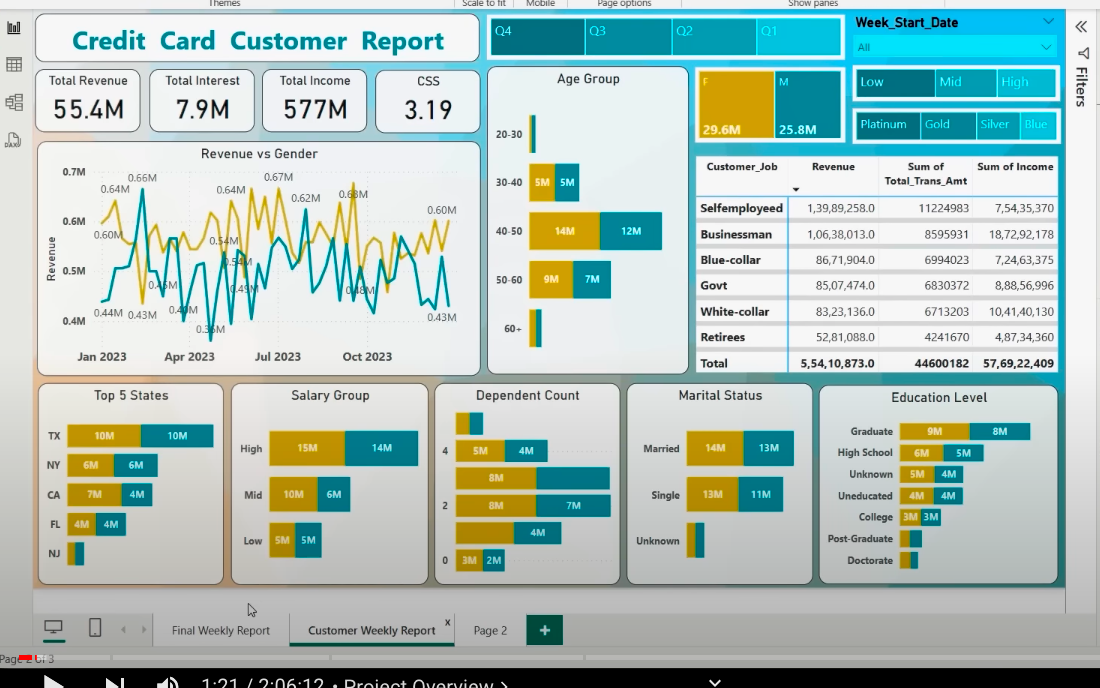 Themes
Scale to fit
Mobile
Page options
Show panes
Credit Card Customer Report
Q4
Q3
Q2
Q1
Week_Start_Date
All
Total Revenue
55.4M
Total Interest
7.9M
Total Income
577M
CSS
3.19
Low
Mid
High
Platinum
Gold
Silver
Blue
F
29.6M
M
25.8M
Filters
Age Group
20-30
30-40
5M
5M
40-50
14M
12M
50-60
9M
7M
60+
Revenue vs Gender
Revenue
0.7M
0.6M
0.5M
0.4M
0.64M
0.66M
0.64M
0.67M
0.62M
0.68M
0.60M
0.60M
0.54M
0.54M
0.44M
0.43M
0.43M
Jan 2023
Apr 2023
Jul 2023
Oct 2023
Customer_Job
Revenue
Sum of Total_Trans_Amt
Sum of Income
Selfemployeed 1,39,89,258.0 11224983 7,54,35,370
Businessman 1,06,38,013.0 8595931 18,72,92,178
Blue-collar 86,71,904.0 6994023 7,24,63,375
Govt 85,07,474.0 6830372 8,88,56,996
White-collar 83,23,136.0 6713203 10,41,40,130
Retirees 52,81,088.0 4241670 4,87,34,360
Total 5,54,10,873.0 44600182 57,69,22,409
Top 5 States
TX 10M 10M
NY 6M 6M
CA 7M 4M
FL 4M 4M
NJ
Salary Group
High 15M 14M
Mid 10M 6M
Low 5M 5M
Dependent Count
4 5M 4M
8M
2 8M 7M
4M
0 3M 2M
Marital Status
Married 14M 13M
Single 13M 11M
Unknown
Education Level
Graduate 9M 8M
High School 6M 5M
Unknown 5M 4M
Uneducated 4M 4M
College 3M 3M
Post-Graduate
Doctorate
Final Weekly Report
Customer Weekly Report
x
Page 2
+
Page 2 of 3
1:21 / 2:06:12 • Project Overview >